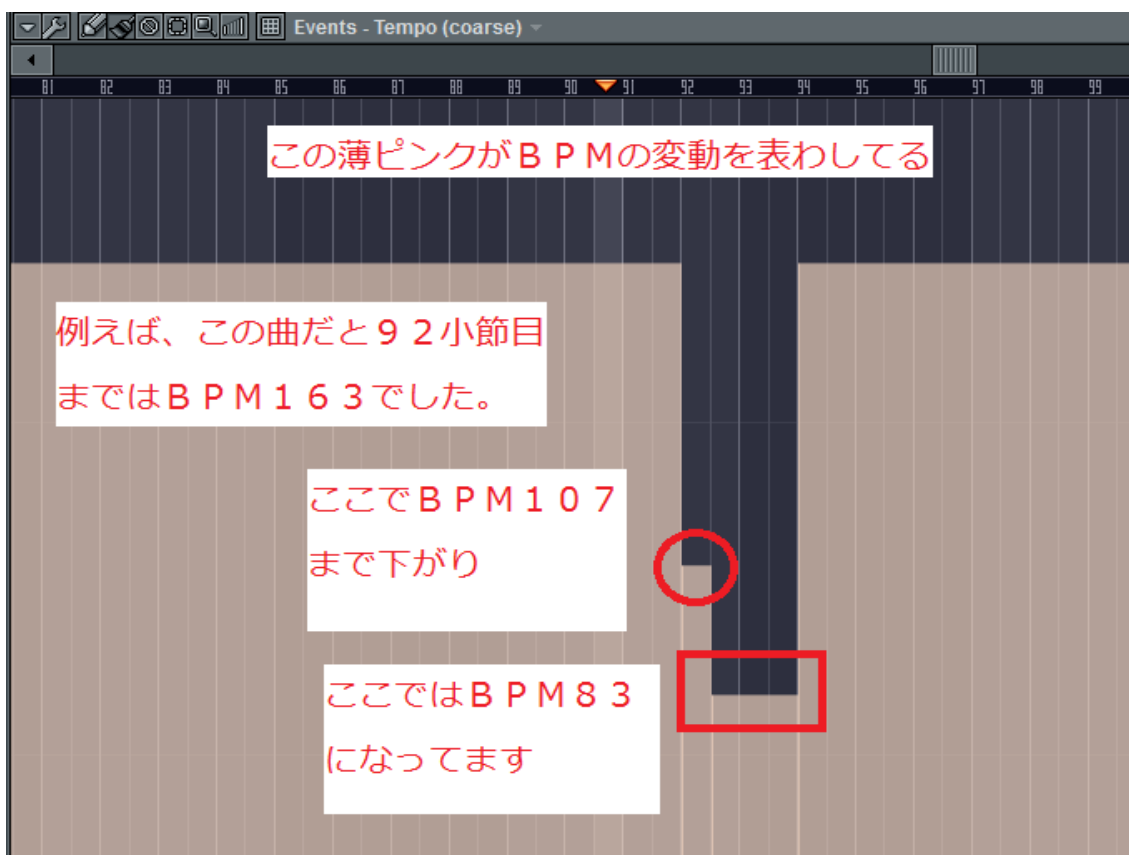 Events - Tempo (coarse)
81 82 83 84 85 86 87 88 89 90 91 92 93 94 95 96 97 98 99
この薄ピンクがＢＰＭの変動を表わしてる
例えば、この曲だと９２小節目
まではＢＰＭ１６３でした。
ここでＢＰＭ１０７
まで下がり
ここではＢＰＭ８３
になってます